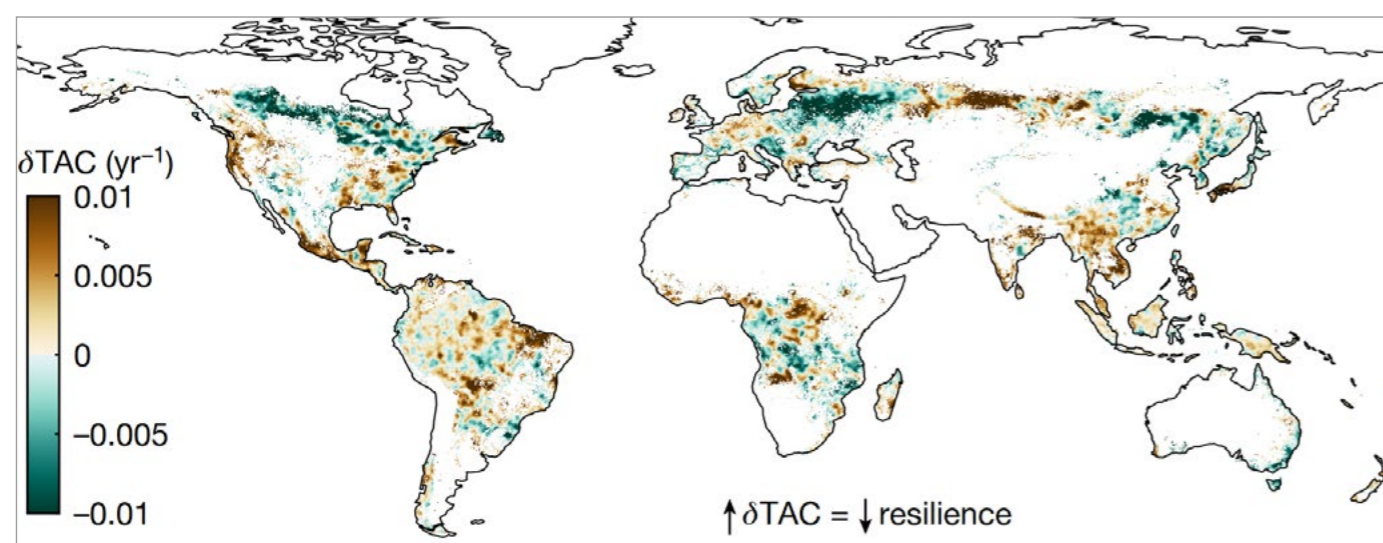 δTAC (yr⁻¹)
0.01
0.005
0
−0.005
−0.01
↑ δTAC = ↓ resilience